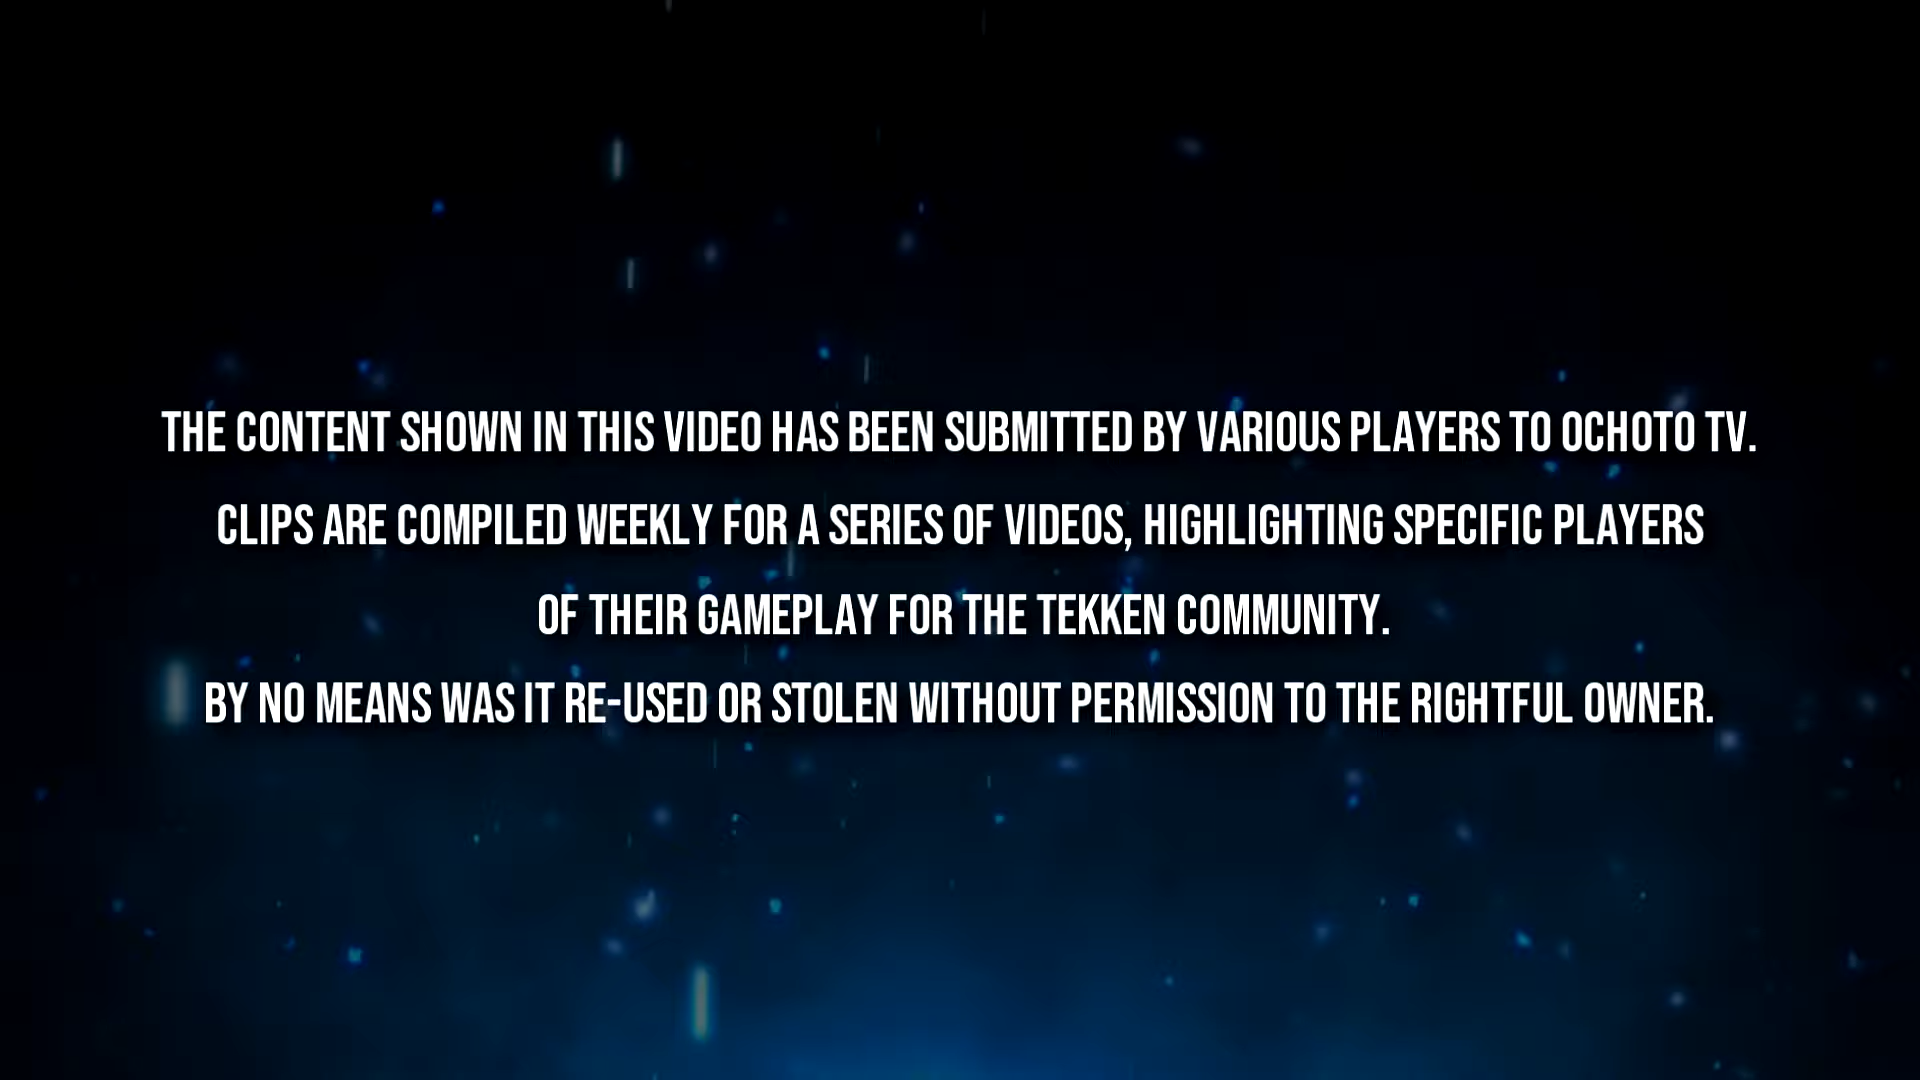 THE CONTENT SHOWN IN THIS VIDEO HAS BEEN SUBMITTED BY VARIOUS PLAYERS TO OCHOTO TV.
CLIPS ARE COMPILED WEEKLY FOR A SERIES OF VIDEOS, HIGHLIGHTING SPECIFIC PLAYERS
OF THEIR GAMEPLAY FOR THE TEKKEN COMMUNITY.
BY NO MEANS WAS IT RE-USED OR STOLEN WITHOUT PERMISSION TO THE RIGHTFUL OWNER.